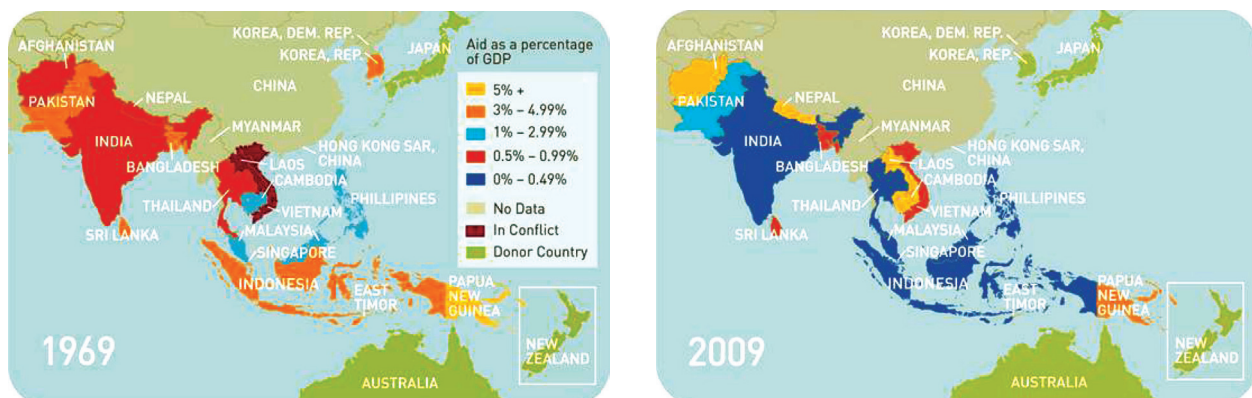 AFGHANISTAN
PAKISTAN
INDIA
NEPAL
BANGLADESH
MYANMAR
CHINA
KOREA, DEM. REP.
KOREA, REP.
JAPAN
HONG KONG SAR,
CHINA
LAOS
CAMBODIA
THAILAND
VIETNAM
PHILLIPINES
SRI LANKA
MALAYSIA
SINGAPORE
INDONESIA
EAST
TIMOR
PAPUA
NEW
GUINEA
NEW
ZEALAND
AUSTRALIA
1969
Aid as a percentage
of GDP
5% +
3% – 4.99%
1% – 2.99%
0.5% – 0.99%
0% – 0.49%
No Data
In Conflict
Donor Country
AFGHANISTAN
PAKISTAN
INDIA
NEPAL
BANGLADESH
MYANMAR
CHINA
KOREA, DEM. REP.
KOREA, REP.
JAPAN
HONG KONG SAR,
CHINA
LAOS
CAMBODIA
THAILAND
VIETNAM
PHILLIPINES
SRI LANKA
MALAYSIA
SINGAPORE
INDONESIA
EAST
TIMOR
PAPUA
NEW
GUINEA
NEW
ZEALAND
AUSTRALIA
2009